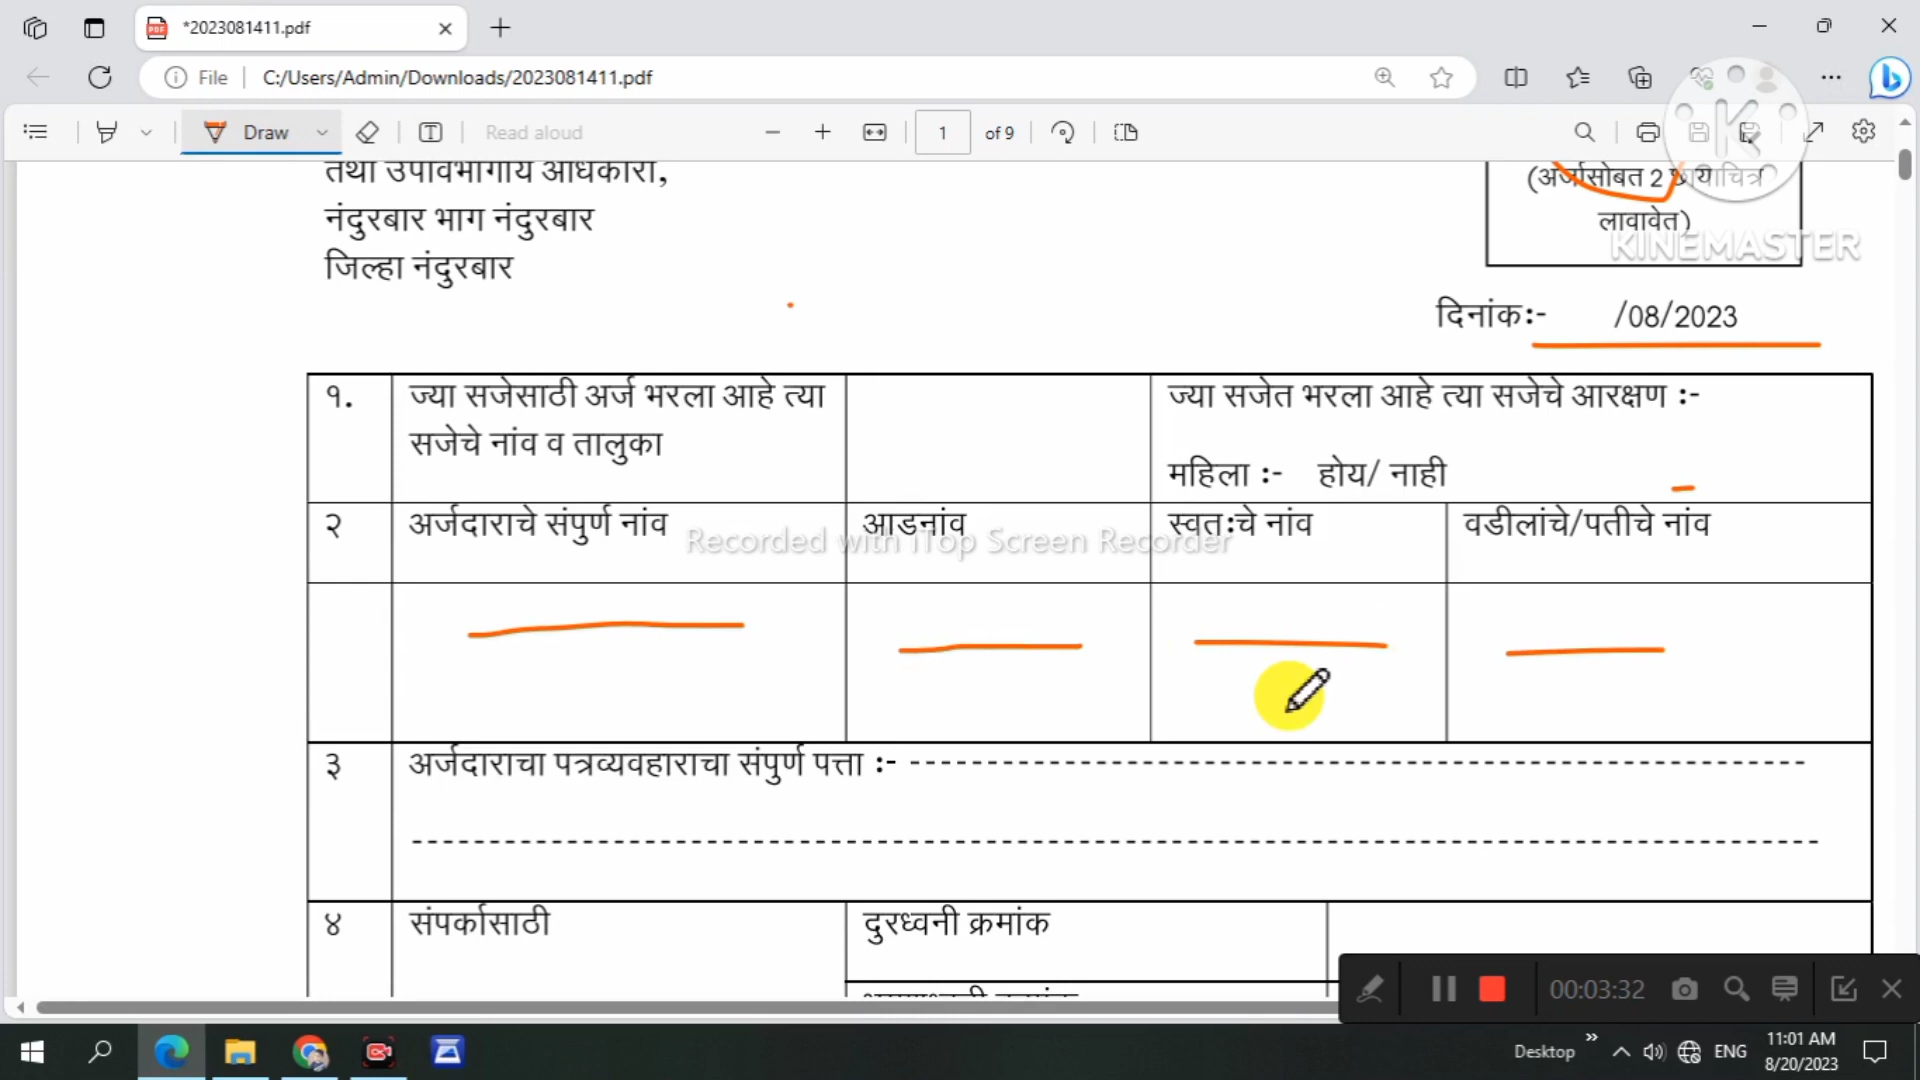 *2023081411.pdf
File
C:/Users/Admin/Downloads/2023081411.pdf
Draw
Read aloud
1
of 9
तथा उपविभागीय अधिकारी,
नंदुरबार भाग नंदुरबार
जिल्हा नंदुरबार
(अर्जासोबत 2 छायाचित्र
लावावेत)
KINEMASTER
दिनांकः- /08/2023
१. ज्या सजेसाठी अर्ज भरला आहे त्या
सजेचे नांव व तालुका
ज्या सजेत भरला आहे त्या सजेचे आरक्षण :-
महिला :- होय/ नाही
२ अर्जदाराचे संपुर्ण नांव आडनांव स्वतःचे नांव वडीलांचे/पतीचे नांव
Recorded with iTop Screen Recorder
३ अर्जदाराचा पत्रव्यवहाराचा संपुर्ण पत्ता :- --------------------------------------------------------
--------------------------------------------------------------------------------
४ संपर्कासाठी दुरध्वनी क्रमांक
00:03:32
Desktop
ENG
11:01 AM
8/20/2023